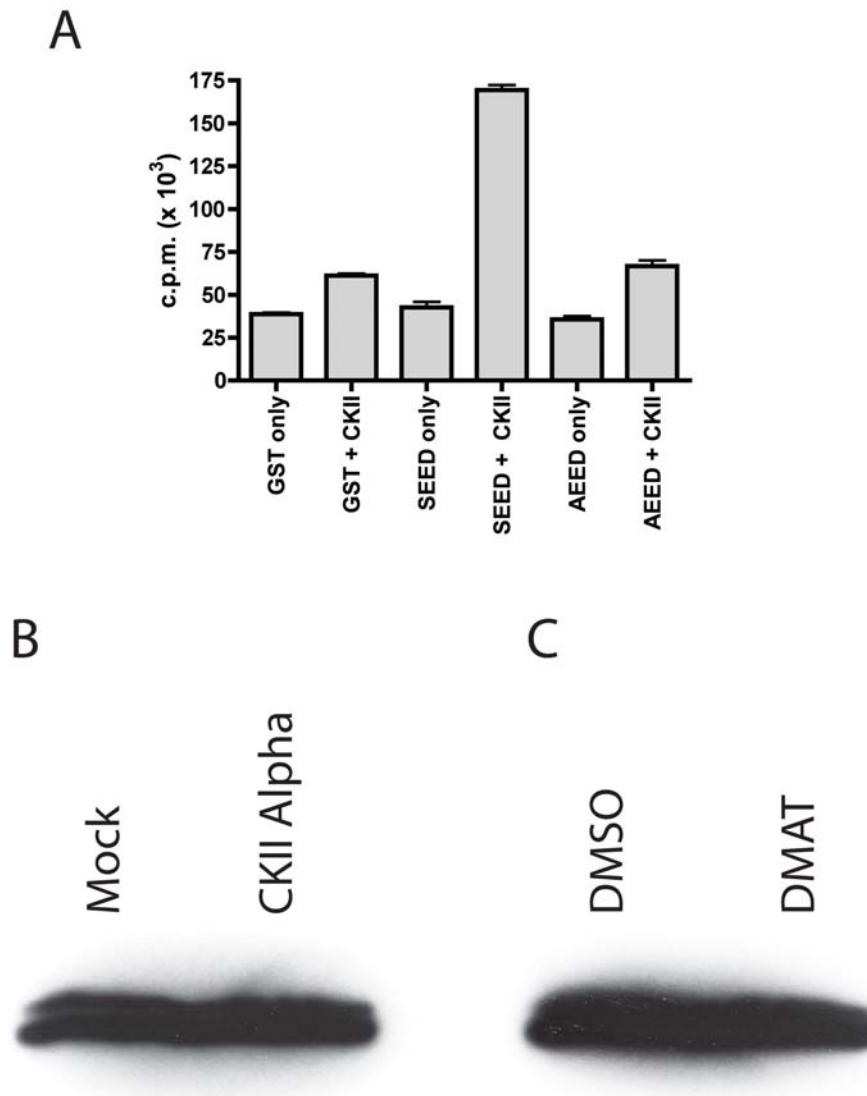 A
175
150
125
100
75
50
25
0
c.p.m. (x 10³)
GST only
GST + CKII
SEED only
SEED + CKII
AEED only
AEED + CKII
B
C
Mock
CKII Alpha
DMSO
DMAT